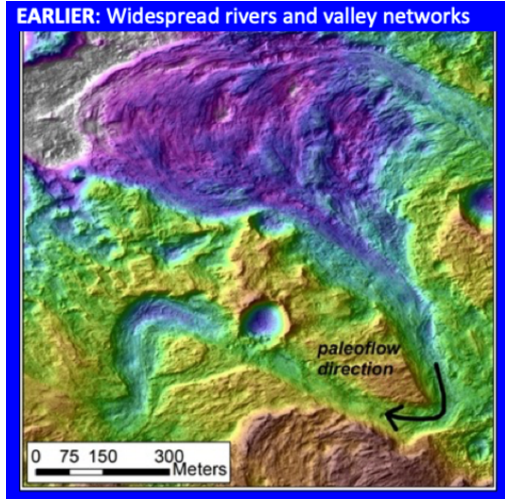 EARLIER: Widespread rivers and valley networks
paleoflow
direction
0 75 150 300
Meters